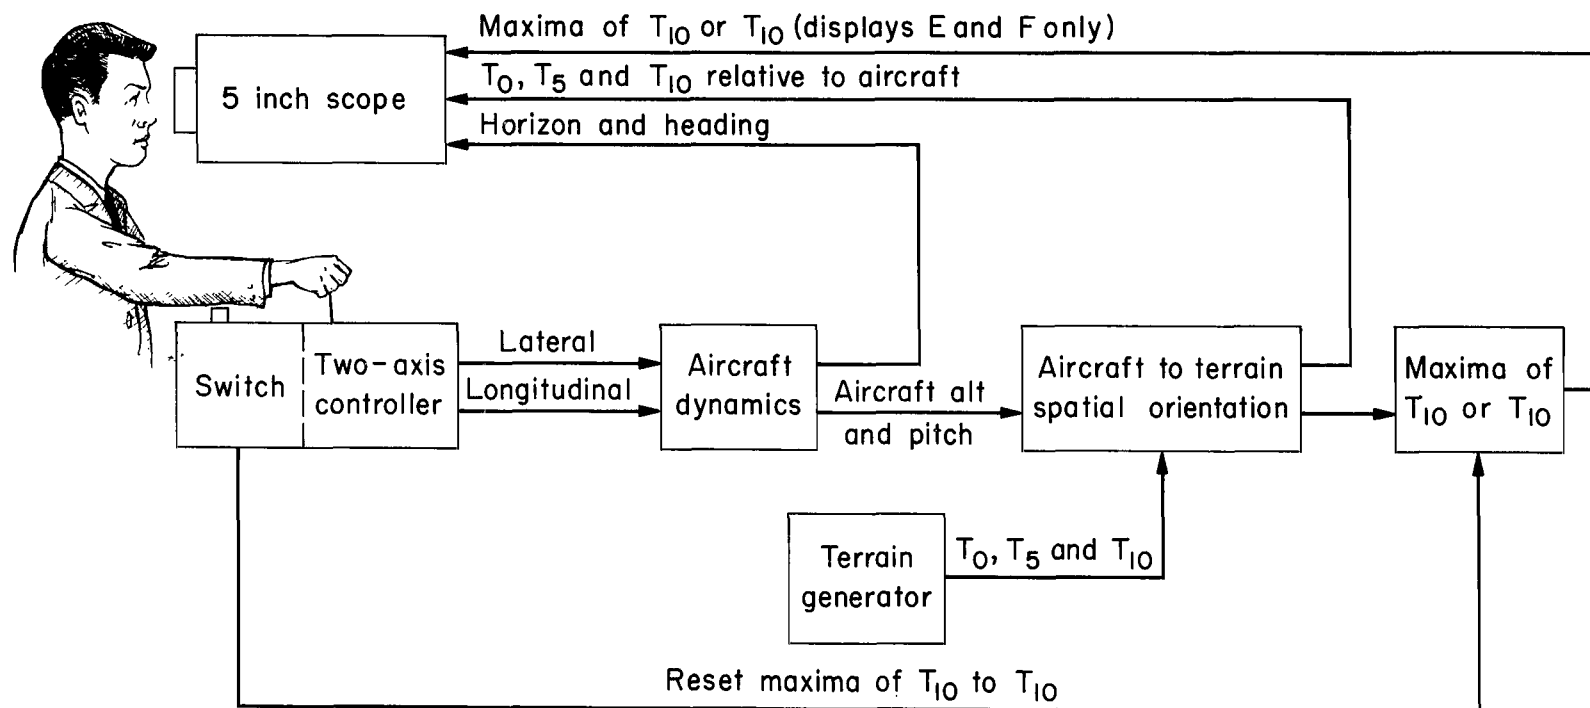 Maxima of T10 or T10 (displays E and F only)
T0, T5 and T10 relative to aircraft
5 inch scope
Horizon and heading
Switch
Two-axis
controller
Lateral
Longitudinal
Aircraft
dynamics
Aircraft alt
and pitch
Aircraft to terrain
spatial orientation
Maxima of
T10 or T10
Terrain
generator
T0, T5 and T10
Reset maxima of T10 to T10